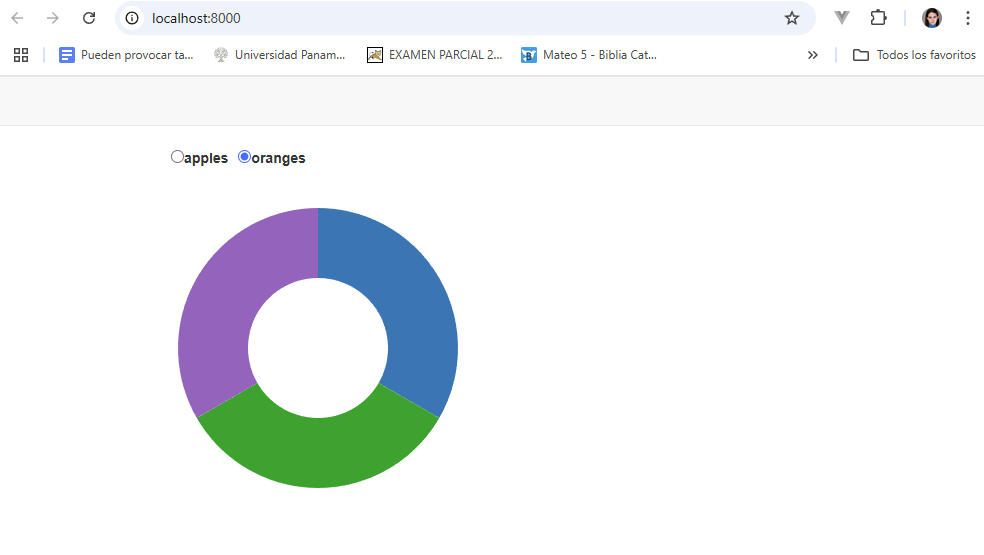 localhost:8000
Pueden provocar ta... Universidad Panam... EXAMEN PARCIAL 2... Mateo 5 - Biblia Cat... » Todos los favoritos
apples oranges